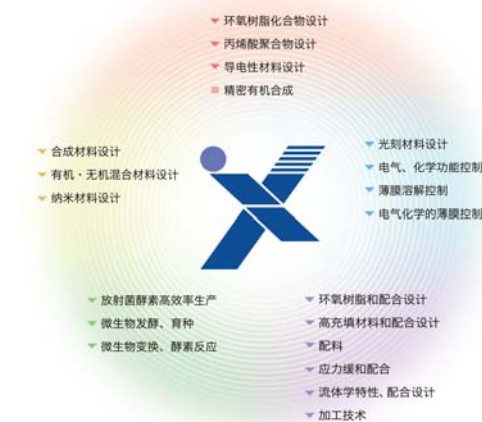 环氧树脂化合物设计
丙烯酸聚合物设计
导电性材料设计
精密有机合成
合成材料设计
有机·无机混合材料设计
纳米材料设计
光刻材料设计
电气、化学功能控制
薄膜溶解控制
电气化学的薄膜控制
放射菌酵素高效率生产
微生物发酵、育种
微生物变换、酵素反应
环氧树脂和配合设计
高充填材料和配合设计
配料
应力缓和配合
流体学特性、配合设计
加工技术